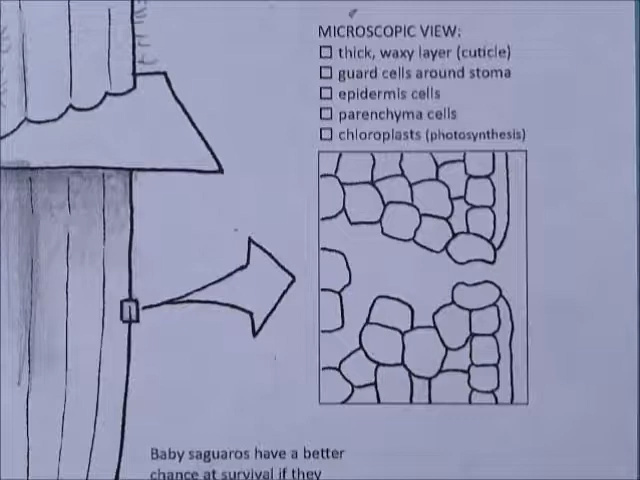 MICROSCOPIC VIEW:
thick, waxy layer (cuticle)
guard cells around stoma
epidermis cells
parenchyma cells
chloroplasts (photosynthesis)
Baby saguaros have a better
chance at survival if they